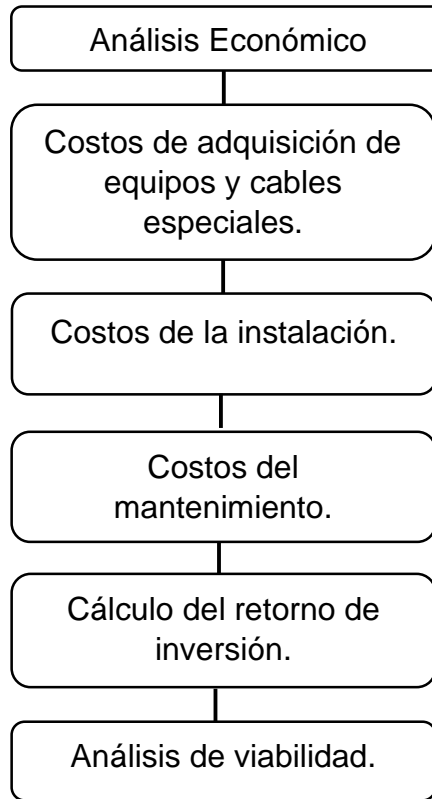 Análisis Económico
Costos de adquisición de
equipos y cables
especiales.
Costos de la instalación.
Costos del
mantenimiento.
Cálculo del retorno de
inversión.
Análisis de viabilidad.